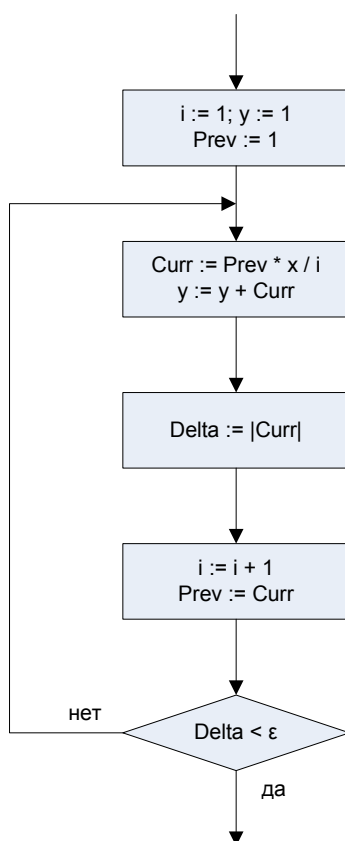 i := 1; y := 1
Prev := 1
Curr := Prev * x / i
y := y + Curr
Delta := |Curr|
i := i + 1
Prev := Curr
нет
Delta < ε
да